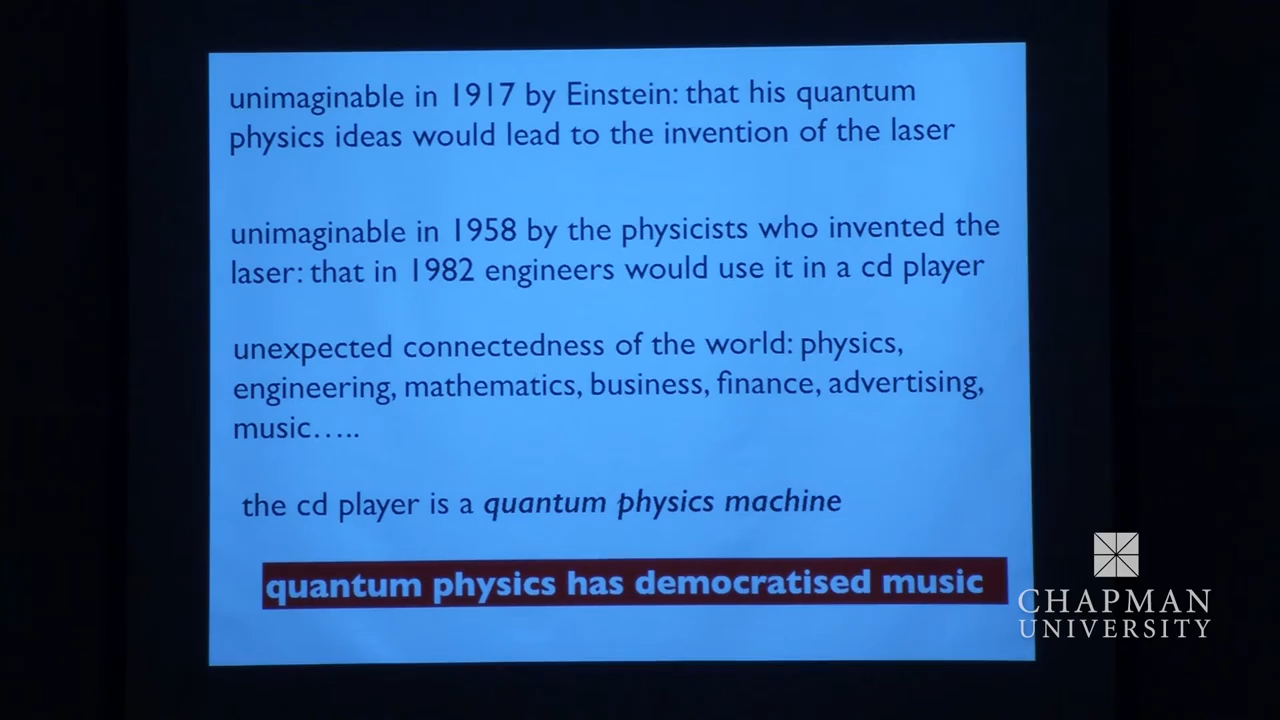 unimaginable in 1917 by Einstein: that his quantum
physics ideas would lead to the invention of the laser
unimaginable in 1958 by the physicists who invented the
laser: that in 1982 engineers would use it in a cd player
unexpected connectedness of the world: physics,
engineering, mathematics, business, finance, advertising,
music.....
the cd player is a quantum physics machine
quantum physics has democratised music
CHAPMAN
UNIVERSITY